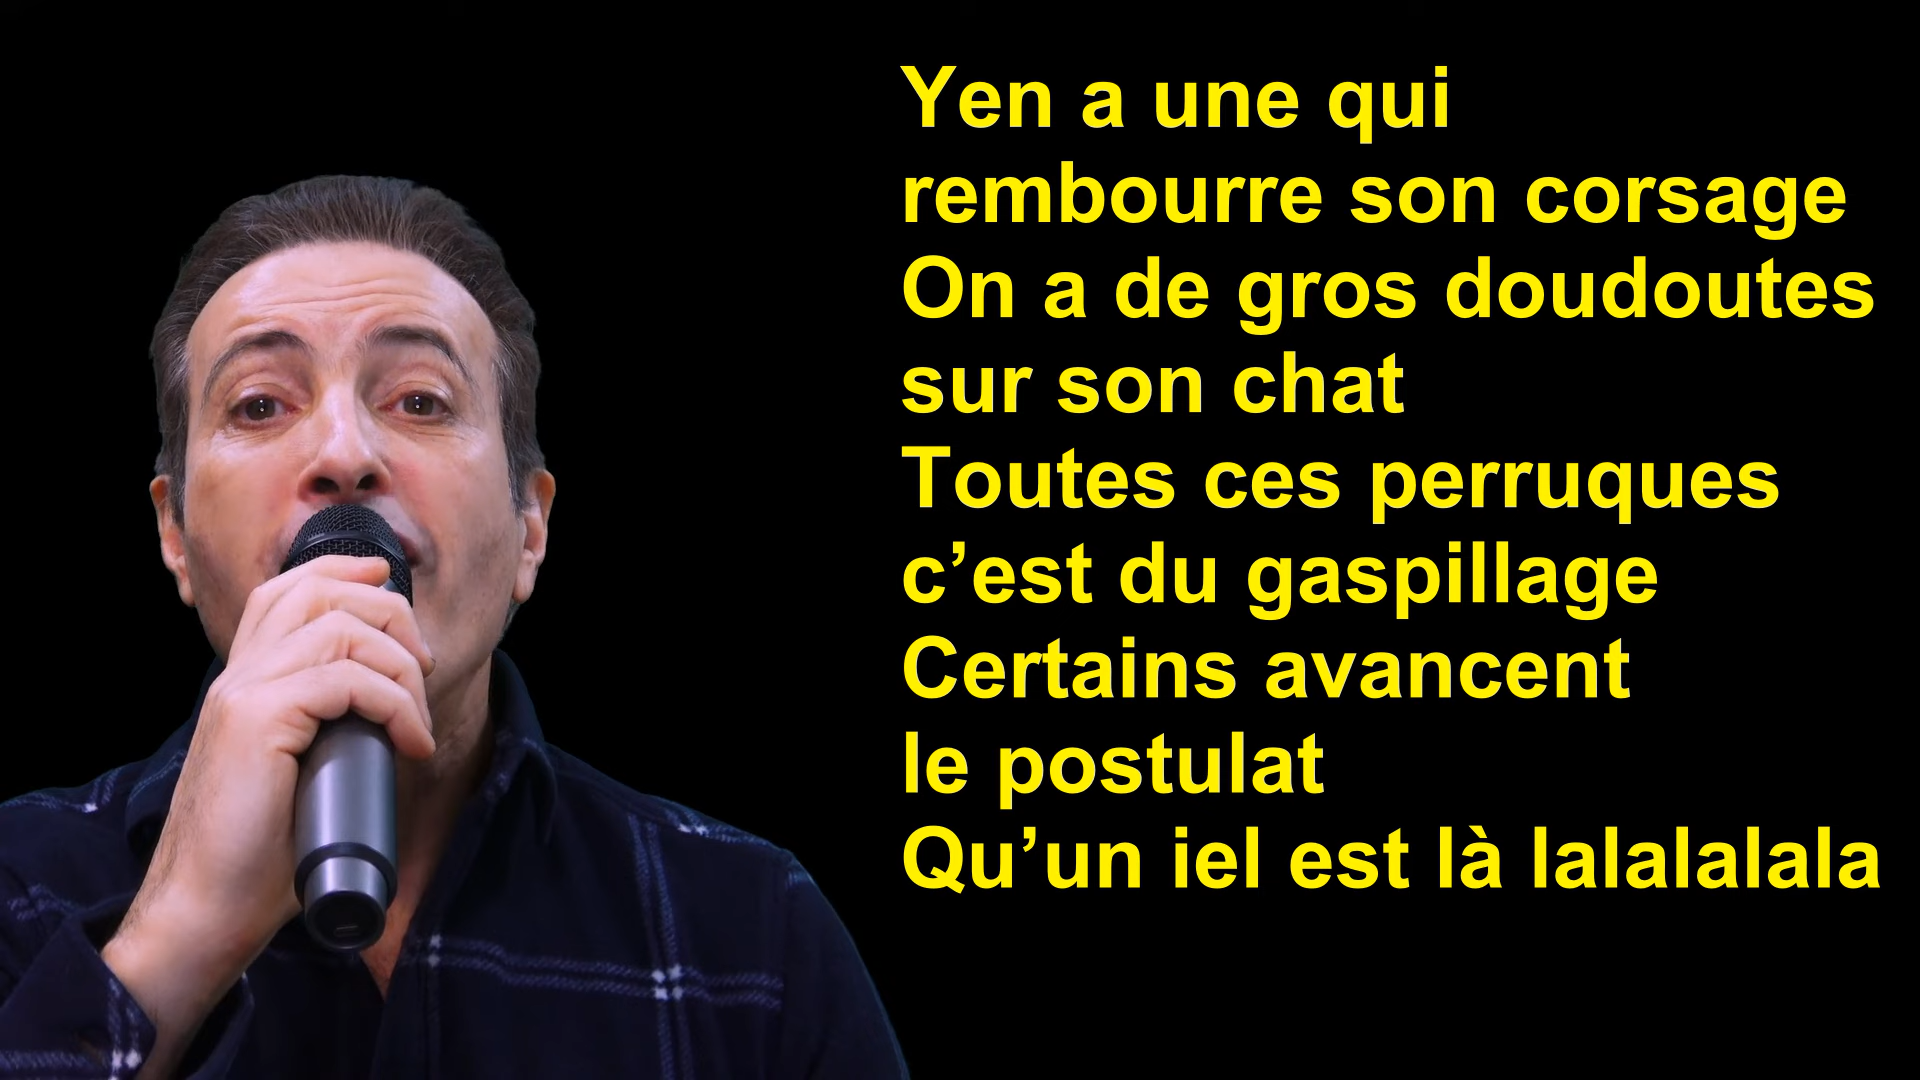 Yen a une qui
rembourre son corsage
On a de gros doudoutes
sur son chat
Toutes ces perruques
c’est du gaspillage
Certains avancent
le postulat
Qu’un iel est là lalalalala